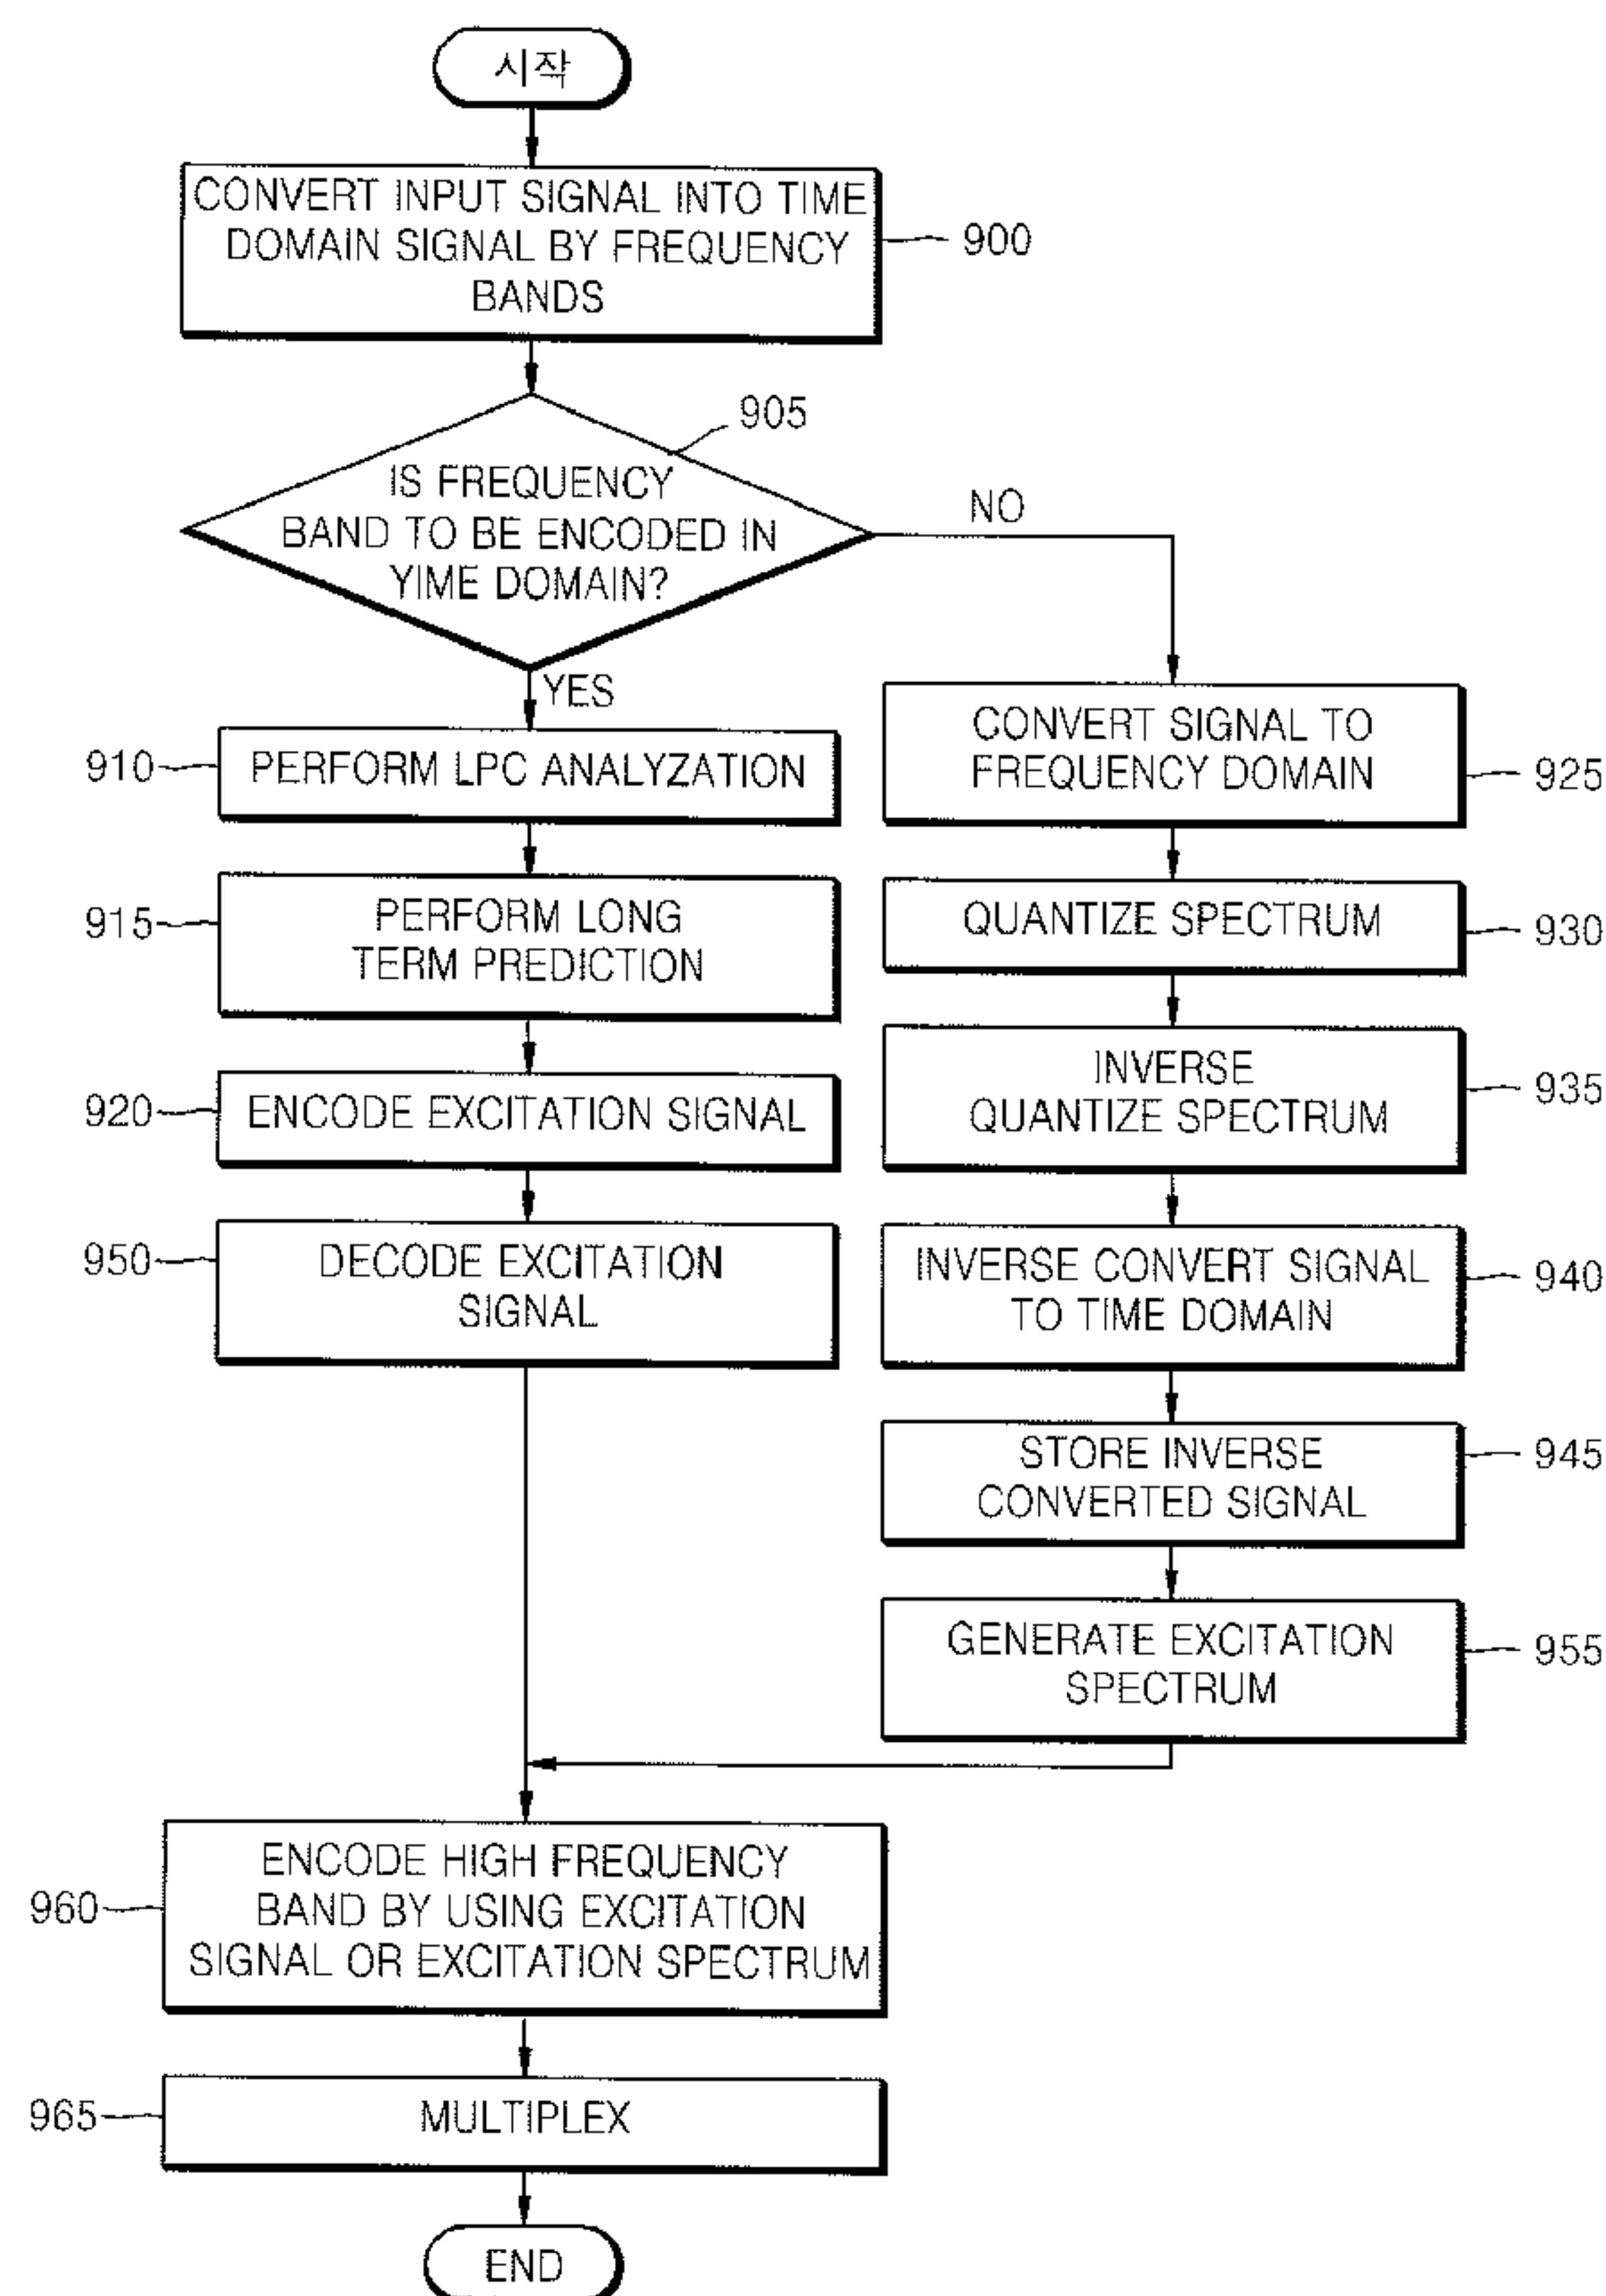 시작
CONVERT INPUT SIGNAL INTO TIME
DOMAIN SIGNAL BY FREQUENCY
BANDS
900
905
IS FREQUENCY
BAND TO BE ENCODED IN
YIME DOMAIN?
NO
YES
910
PERFORM LPC ANALYZATION
915
PERFORM LONG
TERM PREDICTION
920
ENCODE EXCITATION SIGNAL
950
DECODE EXCITATION
SIGNAL
CONVERT SIGNAL TO
FREQUENCY DOMAIN
925
QUANTIZE SPECTRUM
930
INVERSE
QUANTIZE SPECTRUM
935
INVERSE CONVERT SIGNAL
TO TIME DOMAIN
940
STORE INVERSE
CONVERTED SIGNAL
945
GENERATE EXCITATION
SPECTRUM
955
960
ENCODE HIGH FREQUENCY
BAND BY USING EXCITATION
SIGNAL OR EXCITATION SPECTRUM
965
MULTIPLEX
END